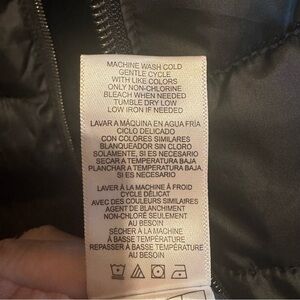 MACHINE WASH COLD
GENTLE CYCLE
WITH LIKE COLORS
ONLY NON-CHLORINE
BLEACH WHEN NEEDED
TUMBLE DRY LOW
LOW IRON IF NEEDED
LAVAR A MÁQUINA EN AGUA FRÍA
CICLO DELICADO
CON COLORES SIMILARES
BLANQUEADOR SIN CLORO
SOLAMENTE, SI ES NECESARIO
SECAR A TEMPERATURA BAJA
PLANCHAR A TEMPERATURA BAJA,
SI ES NECESARIO
LAVER À LA MACHINE À FROID
CYCLE DÉLICAT
AVEC DES COULEURS SIMILAIRES
AGENT DE BLANCHIMENT
NON-CHLORÉ SEULEMENT
AU BESOIN
SÉCHER À LA MACHINE
À BASSE TEMPÉRATURE
REPASSER À BASSE TEMPÉRATURE
AU BESOIN